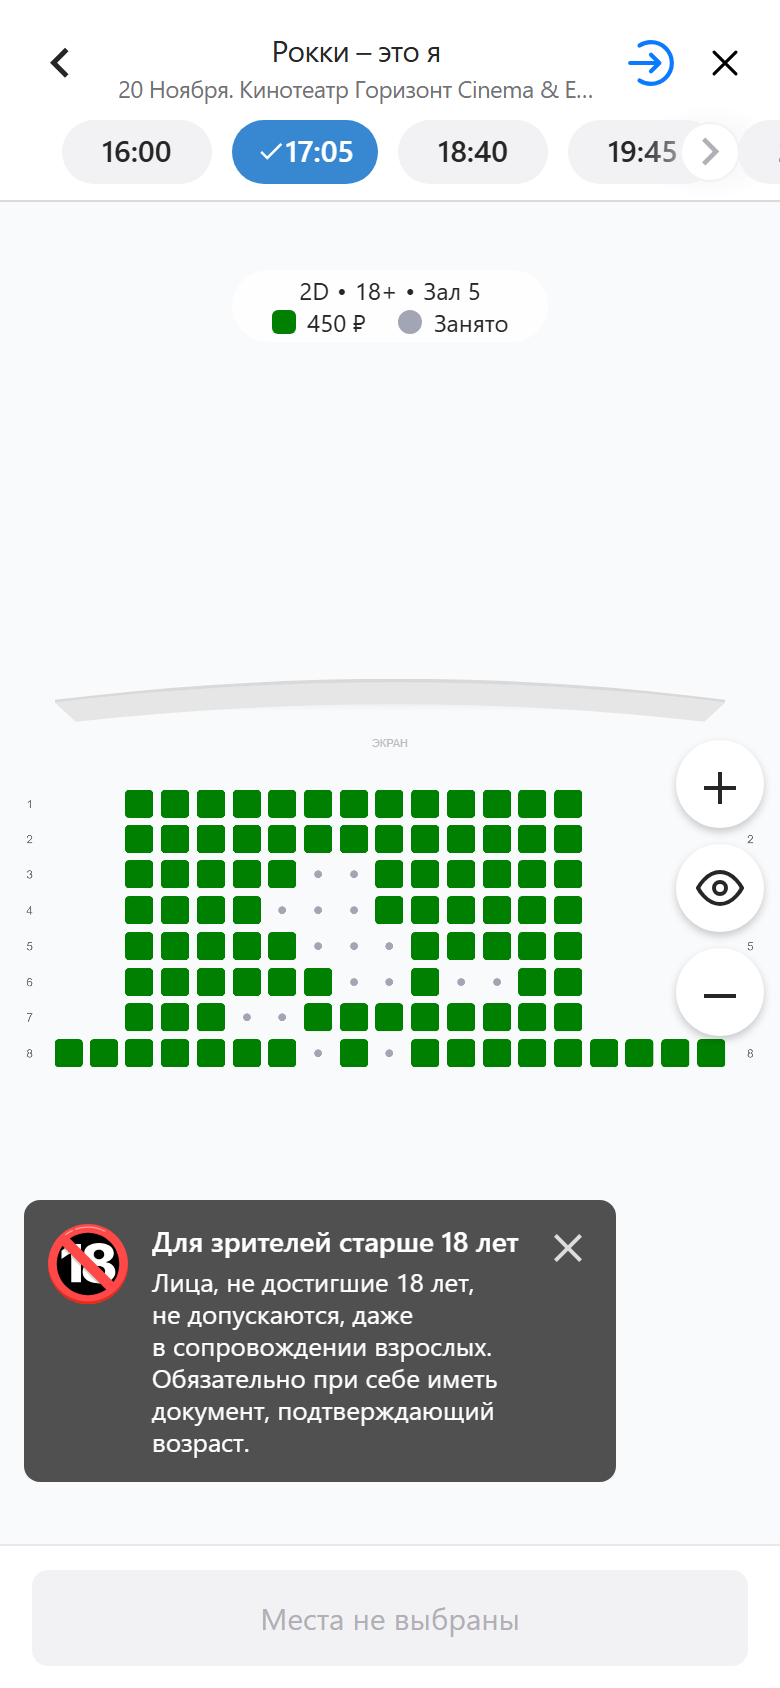 Рокки – это я
20 Ноября. Кинотеатр Горизонт Cinema & E...
16:00 17:05 18:40 19:45
2D • 18+ • Зал 5
450 ₽ Занято
ЭКРАН
1
2 2
3
4
5 5
6
7
8 8
18
Для зрителей старше 18 лет
Лица, не достигшие 18 лет,
не допускаются, даже
в сопровождении взрослых.
Обязательно при себе иметь
документ, подтверждающий
возраст.
Места не выбраны